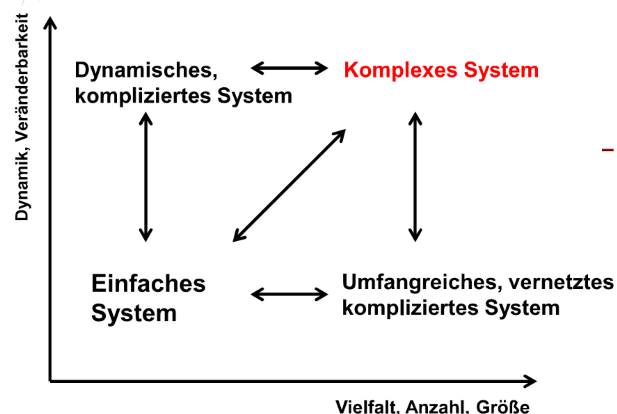 Dynamik, Veränderbarkeit
Dynamisches,
kompliziertes System
Komplexes System
Einfaches
System
Umfangreiches, vernetztes
kompliziertes System
Vielfalt, Anzahl, Größe